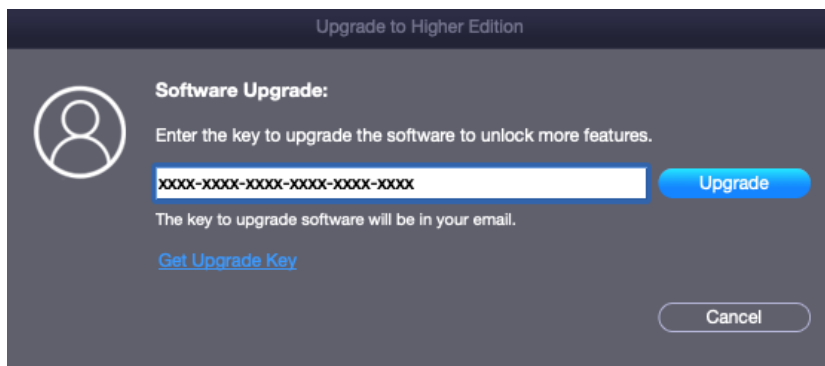 Upgrade to Higher Edition
Software Upgrade:
Enter the key to upgrade the software to unlock more features.
xxxx-xxxx-xxxx-xxxx-xxxx-xxxx
Upgrade
The key to upgrade software will be in your email.
Get Upgrade Key
Cancel